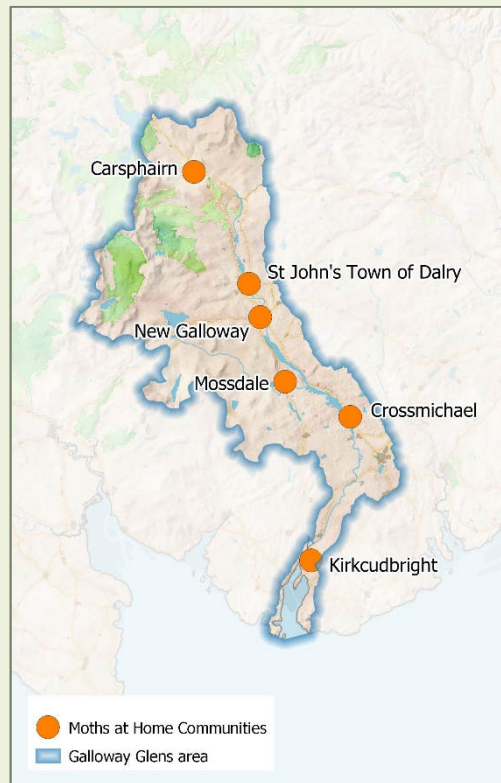 Carsphairn
St John's Town of Dalry
New Galloway
Mossdale
Crossmichael
Kirkcudbright
Moths at Home Communities
Galloway Glens area